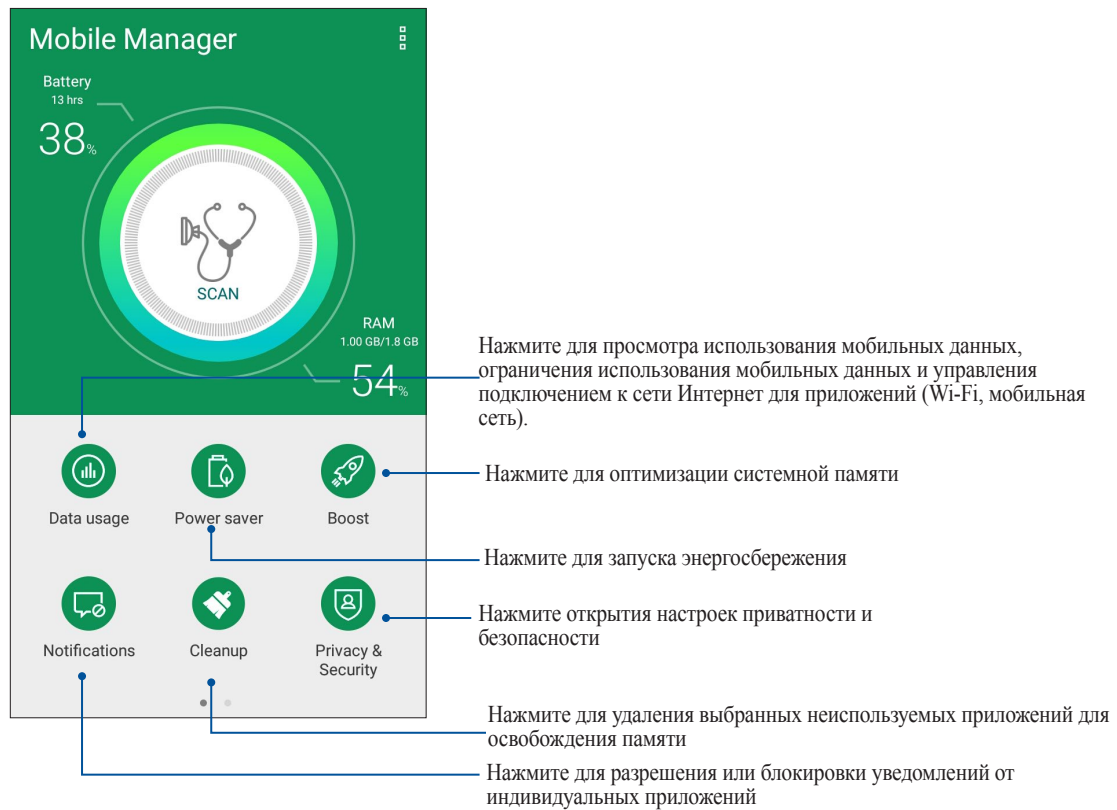 Mobile Manager
Battery
13 hrs
38%
SCAN
RAM
1.00 GB/1.8 GB
54%
Нажмите для просмотра использования мобильных данных,
ограничения использования мобильных данных и управления
подключением к сети Интернет для приложений (Wi-Fi, мобильная
сеть).
Data usage
Power saver
Boost
Нажмите для оптимизации системной памяти
Нажмите для запуска энергосбережения
Notifications
Cleanup
Privacy &
Security
Нажмите открытия настроек приватности и
безопасности
Нажмите для удаления выбранных неиспользуемых приложений для
освобождения памяти
Нажмите для разрешения или блокировки уведомлений от
индивидуальных приложений